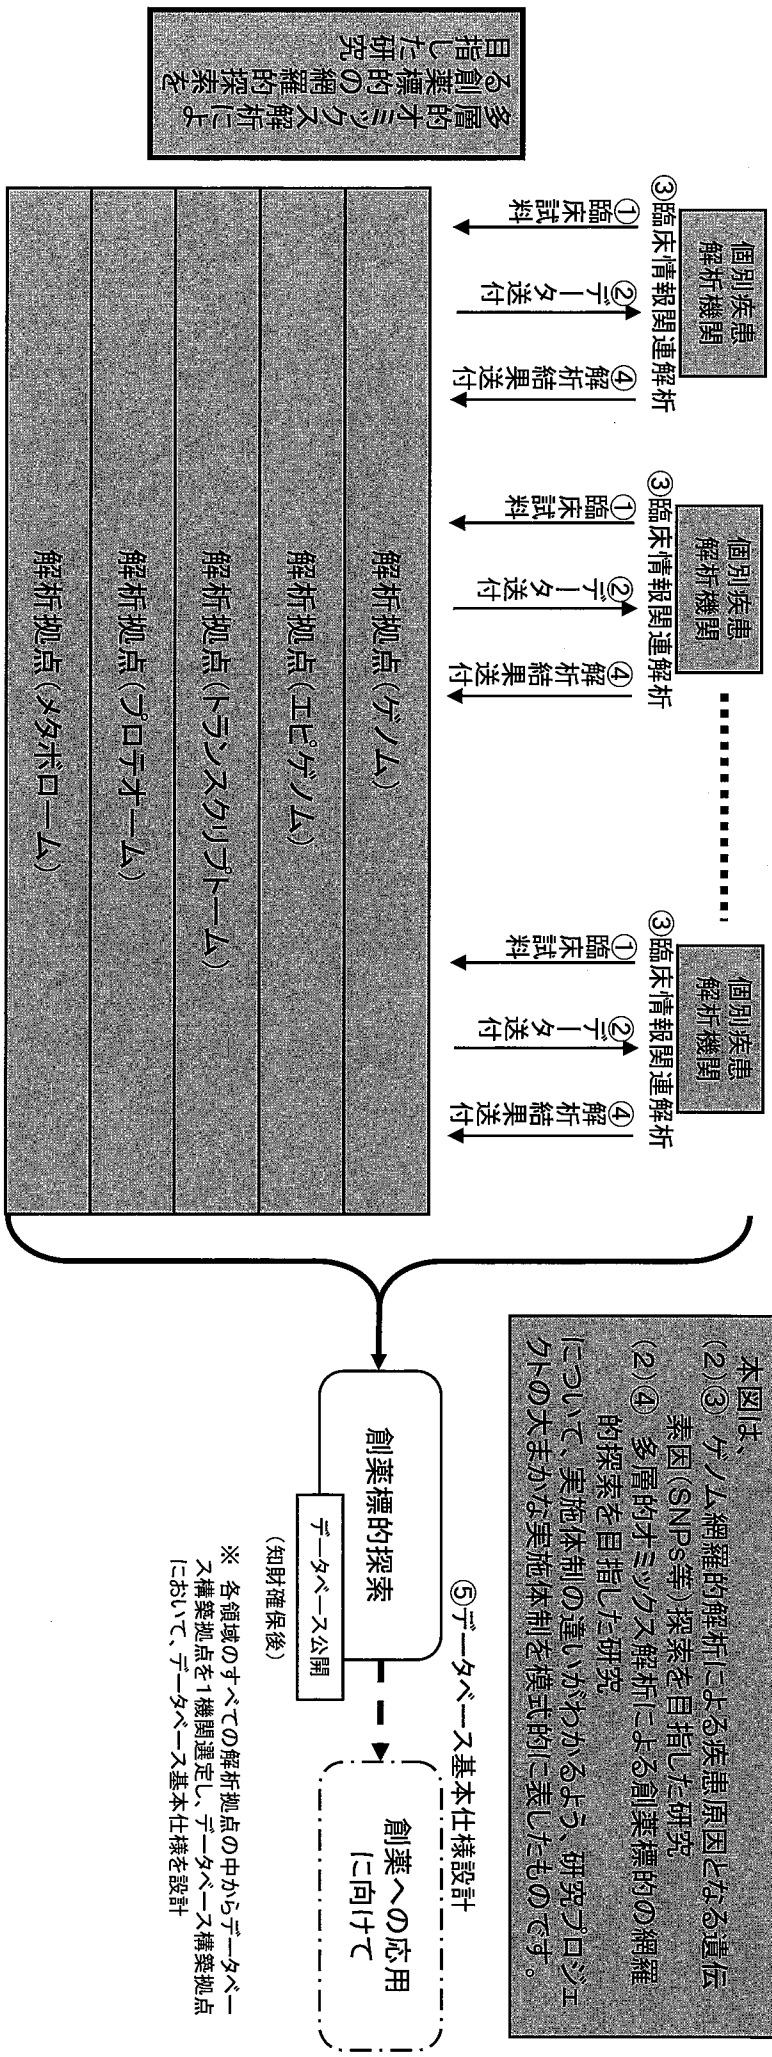 多層的オミックス解析によ
る創薬標的の網羅的探索を
目指した研究
個別疾患
解析機関
③臨床情報関連解析
①臨床試料
②データ送付
④解析結果送付
個別疾患
解析機関
③臨床情報関連解析
①臨床試料
②データ送付
④解析結果送付
個別疾患
解析機関
③臨床情報関連解析
①臨床試料
②データ送付
④解析結果送付
解析拠点(ゲノム)
解析拠点(エピゲノム)
解析拠点(トランスクリプトーム)
解析拠点(プロテオーム)
解析拠点(メタボローム)
本図は、
(2)③ ゲノム網羅的解析による疾患原因となる遺伝
素因(SNPs等)探索を目指した研究
(2)④ 多層的オミックス解析による創薬標的の網羅
的探索を目指した研究
について、実施体制の違いがわかるよう、研究プロジェ
クトの大まかな実施体制を模式的に表したものです。
⑤データベース基本仕様設計
創薬標的探索
データベース公開
(知財確保後)
創薬への応用
に向けて
※ 各領域のすべての解析拠点の中からデータベー
ス構築拠点を1機関選定し、データベース構築拠点
において、データベース基本仕様を設計